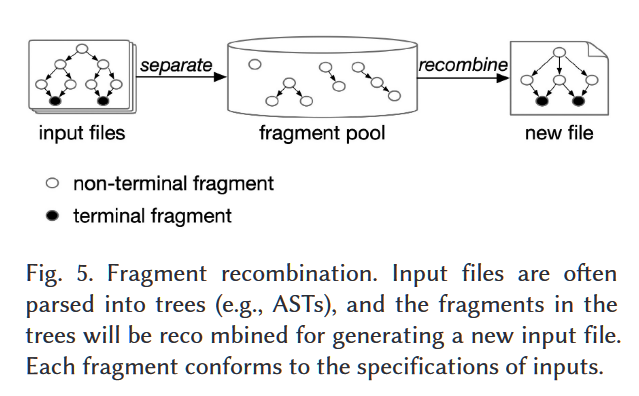 separate
recombine
input files
fragment pool
new file
non-terminal fragment
terminal fragment
Fig. 5. Fragment recombination. Input files are often
parsed into trees (e.g., ASTs), and the fragments in the
trees will be reco mbined for generating a new input file.
Each fragment conforms to the specifications of inputs.